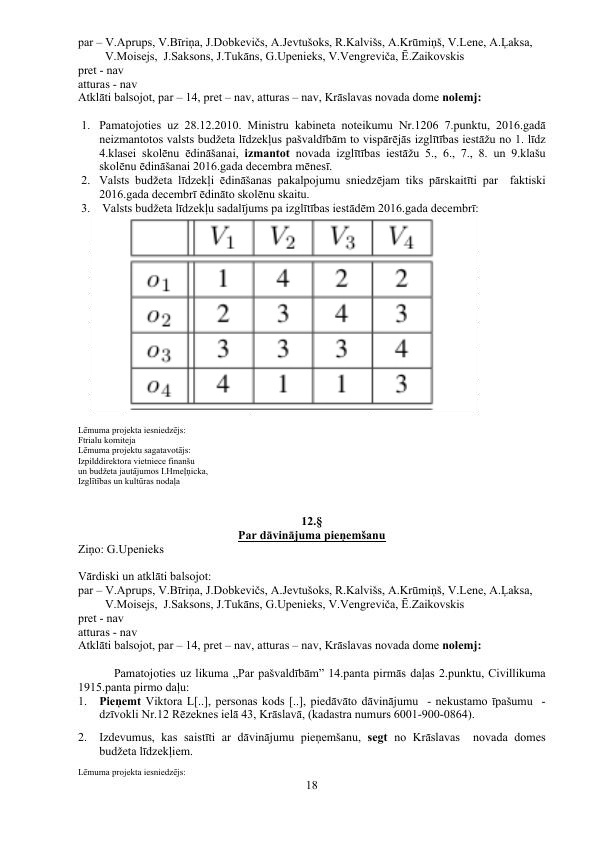 par – V.Aprups, V.Bīriņa, J.Dobkevičs, A.Jevtušoks, R.Kalvišs, A.Krūmiņš, V.Lene, A.Ļaksa,
V.Moisejs, J.Saksons, J.Tukāns, G.Upenieks, V.Vengreviča, Ē.Zaikovskis
pret - nav
atturas - nav
Atklāti balsojot, par – 14, pret – nav, atturas – nav, Krāslavas novada dome nolemj:
1. Pamatojoties uz 28.12.2010. Ministru kabineta noteikumu Nr.1206 7.punktu, 2016.gadā
neizmantotos valsts budžeta līdzekļus pašvaldībām to vispārējās izglītības iestāžu no 1. līdz
4.klasei skolēnu ēdināšanai, izmantot novada izglītības iestāžu 5., 6., 7., 8. un 9.klašu
skolēnu ēdināšanai 2016.gada decembra mēnesī.
2. Valsts budžeta līdzekļi ēdināšanas pakalpojumu sniedzējam tiks pārskaitīti par faktiski
2016.gada decembrī ēdināto skolēnu skaitu.
3. Valsts budžeta līdzekļu sadalījums pa izglītības iestādēm 2016.gada decembrī:
V1 V2 V3 V4
o1 1 4 2 2
o2 2 3 4 3
o3 3 3 3 4
o4 4 1 1 3
Lēmuma projekta iesniedzējs:
Ftrialu komiteja
Lēmuma projektu sagatavotājs:
Izpilddirektora vietniece finanšu
un budžeta jautājumos I.Hmeļņicka,
Izglītības un kultūras nodaļa
12.§
Par dāvinājuma pieņemšanu
Ziņo: G.Upenieks
Vārdiski un atklāti balsojot:
par – V.Aprups, V.Bīriņa, J.Dobkevičs, A.Jevtušoks, R.Kalvišs, A.Krūmiņš, V.Lene, A.Ļaksa,
V.Moisejs, J.Saksons, J.Tukāns, G.Upenieks, V.Vengreviča, Ē.Zaikovskis
pret - nav
atturas - nav
Atklāti balsojot, par – 14, pret – nav, atturas – nav, Krāslavas novada dome nolemj:
Pamatojoties uz likuma „Par pašvaldībām” 14.panta pirmās daļas 2.punktu, Civillikuma
1915.panta pirmo daļu:
1. Pieņemt Viktora L[..], personas kods [..], piedāvāto dāvinājumu - nekustamo īpašumu -
dzīvokli Nr.12 Rēzeknes ielā 43, Krāslavā, (kadastra numurs 6001-900-0864).
2. Izdevumus, kas saistīti ar dāvinājumu pieņemšanu, segt no Krāslavas novada domes
budžeta līdzekļiem.
Lēmuma projekta iesniedzējs:
18